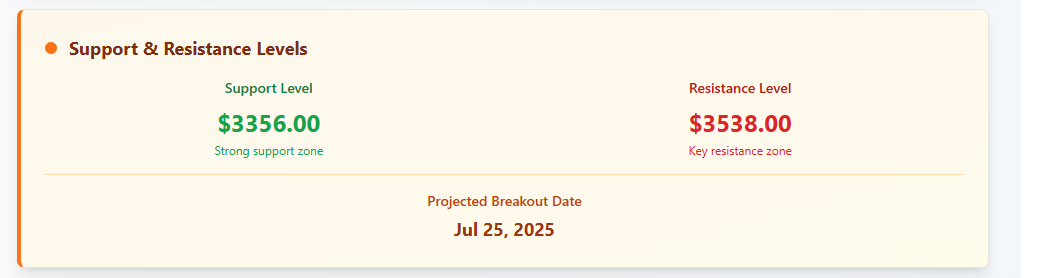 Support & Resistance Levels
Support Level
$3356.00
Strong support zone
Resistance Level
$3538.00
Key resistance zone
Projected Breakout Date
Jul 25, 2025